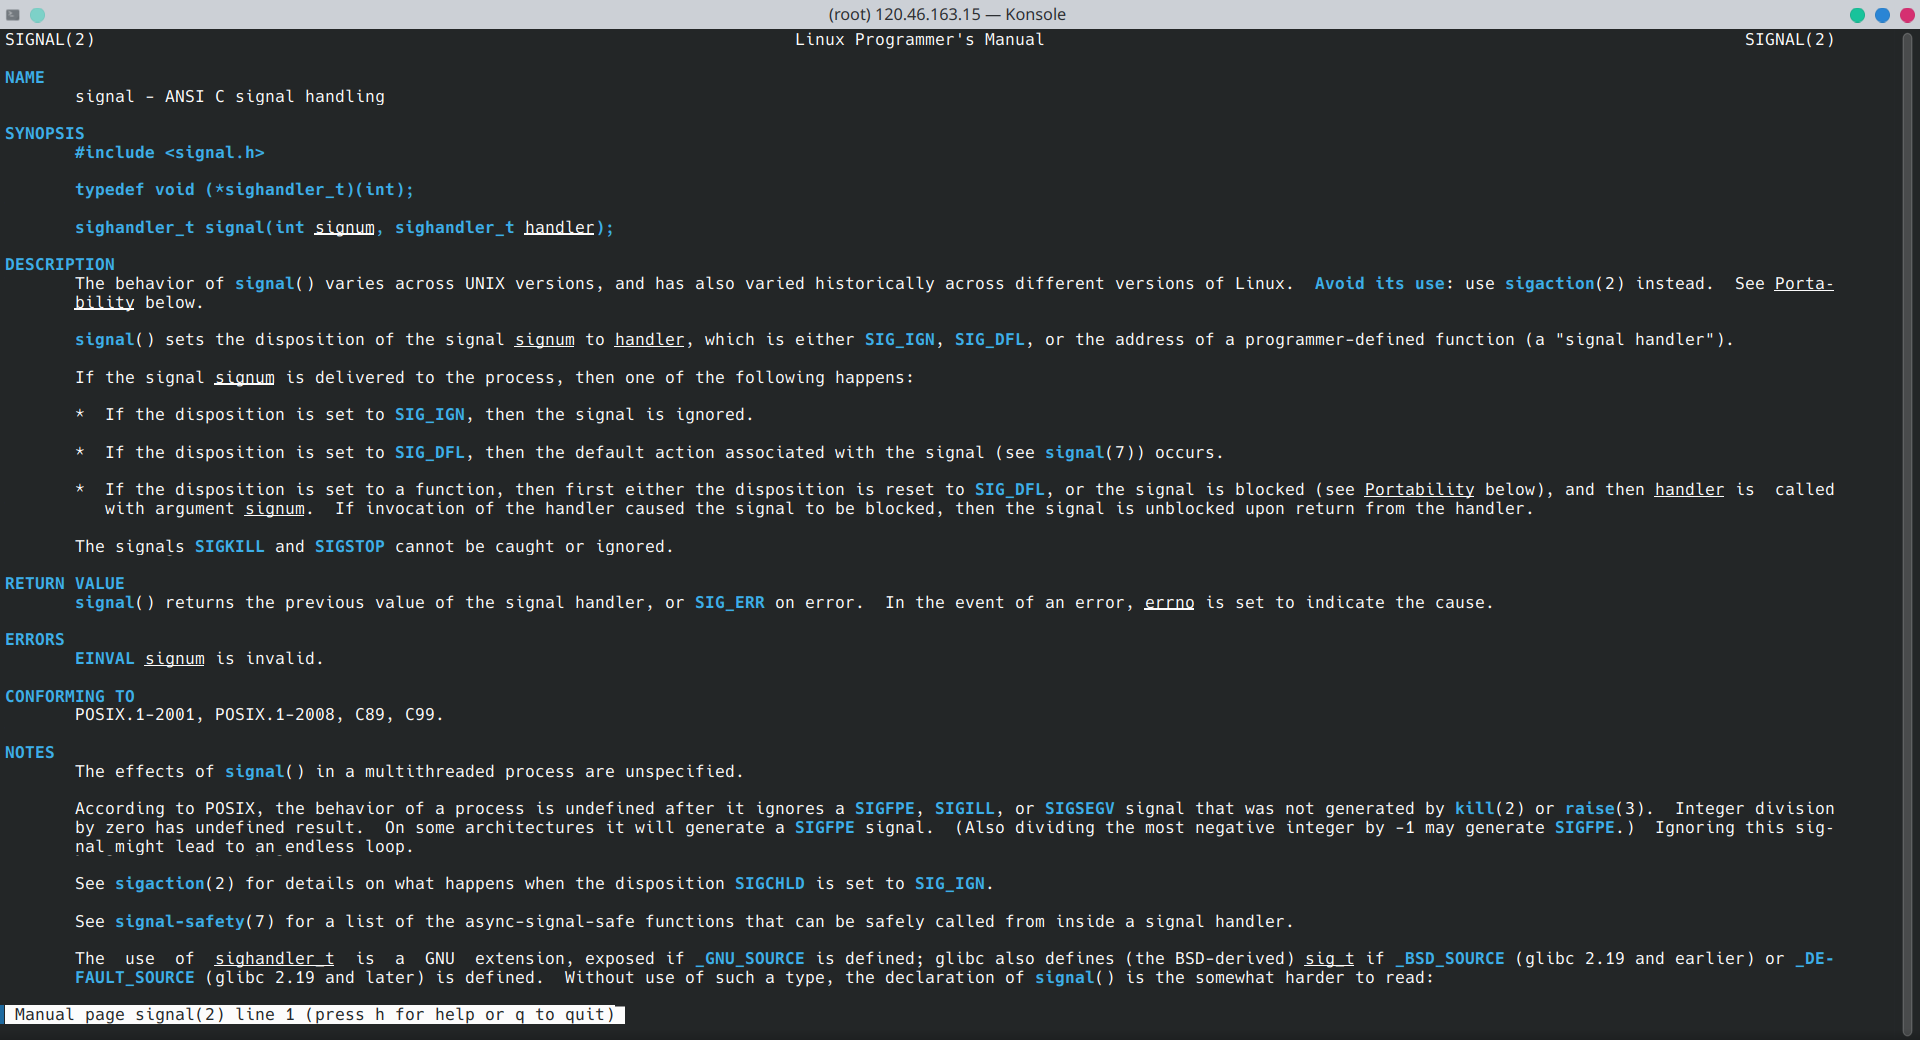 (root) 120.46.163.15 — Konsole
SIGNAL(2) Linux Programmer's Manual SIGNAL(2)
NAME
signal - ANSI C signal handling
SYNOPSIS
#include <signal.h>
typedef void (*sighandler_t)(int);
sighandler_t signal(int signum, sighandler_t handler);
DESCRIPTION
The behavior of signal() varies across UNIX versions, and has also varied historically across different versions of Linux.  Avoid its use: use sigaction(2) instead.  See Porta-
bility below.
signal() sets the disposition of the signal signum to handler, which is either SIG_IGN, SIG_DFL, or the address of a programmer-defined function (a "signal handler").
If the signal signum is delivered to the process, then one of the following happens:
*  If the disposition is set to SIG_IGN, then the signal is ignored.
*  If the disposition is set to SIG_DFL, then the default action associated with the signal (see signal(7)) occurs.
*  If the disposition is set to a function, then first either the disposition is reset to SIG_DFL, or the signal is blocked (see Portability below), and then handler is  called
with argument signum.  If invocation of the handler caused the signal to be blocked, then the signal is unblocked upon return from the handler.
The signals SIGKILL and SIGSTOP cannot be caught or ignored.
RETURN VALUE
signal() returns the previous value of the signal handler, or SIG_ERR on error.  In the event of an error, errno is set to indicate the cause.
ERRORS
EINVAL signum is invalid.
CONFORMING TO
POSIX.1-2001, POSIX.1-2008, C89, C99.
NOTES
The effects of signal() in a multithreaded process are unspecified.
According to POSIX, the behavior of a process is undefined after it ignores a SIGFPE, SIGILL, or SIGSEGV signal that was not generated by kill(2) or raise(3).  Integer division
by zero has undefined result.  On some architectures it will generate a SIGFPE signal.  (Also dividing the most negative integer by -1 may generate SIGFPE.)  Ignoring this sig-
nal might lead to an endless loop.
See sigaction(2) for details on what happens when the disposition SIGCHLD is set to SIG_IGN.
See signal-safety(7) for a list of the async-signal-safe functions that can be safely called from inside a signal handler.
The  use  of  sighandler_t  is  a  GNU  extension, exposed if _GNU_SOURCE is defined; glibc also defines (the BSD-derived) sig_t if _BSD_SOURCE (glibc 2.19 and earlier) or _DE-
FAULT_SOURCE (glibc 2.19 and later) is defined.  Without use of such a type, the declaration of signal() is the somewhat harder to read:
Manual page signal(2) line 1 (press h for help or q to quit)